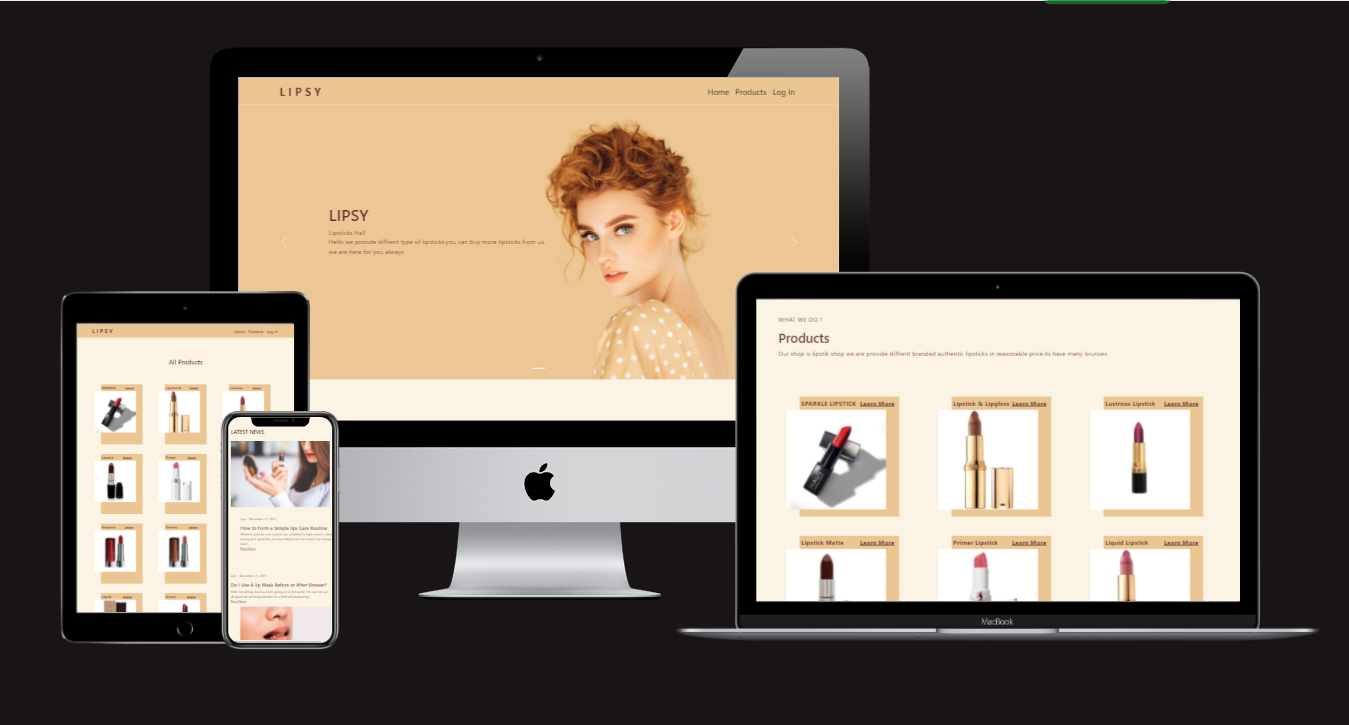 LIPSY
Home Products Log In
LIPSY
Lipsticks Hall
Hello we provide diffrent type of lipsticks,you can buy more lipsticks from us,
we are here for you always
LIPSY
Home Products Log In
All Products
SPARKLE
LATEST NEWS
How to Form a Simple lips Care Routine
Read More
Do I Use A lip Mask Before or After Shower?
Read More
WHAT WE DO ?
Products
Our shop is lipstik shop we are provide diffrent branded authentic lipsticks in reasonable price.its have many brunces.
SPARKLE LIPSTICK Learn More
Lipstick & Lipgloss Learn More
Lustrous Lipstick Learn More
Lipstick Matte Learn More
Primer Lipstick Learn More
Liquid Lipstick Learn More
MacBook